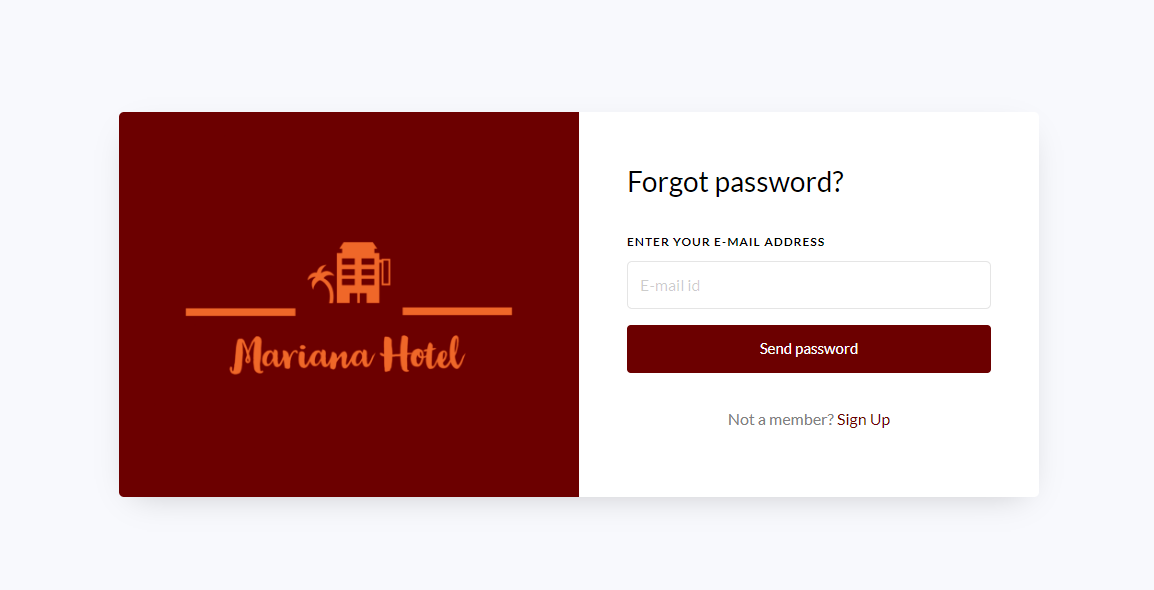 Mariana Hotel
Forgot password?
ENTER YOUR E-MAIL ADDRESS
E-mail id
Send password
Not a member? Sign Up